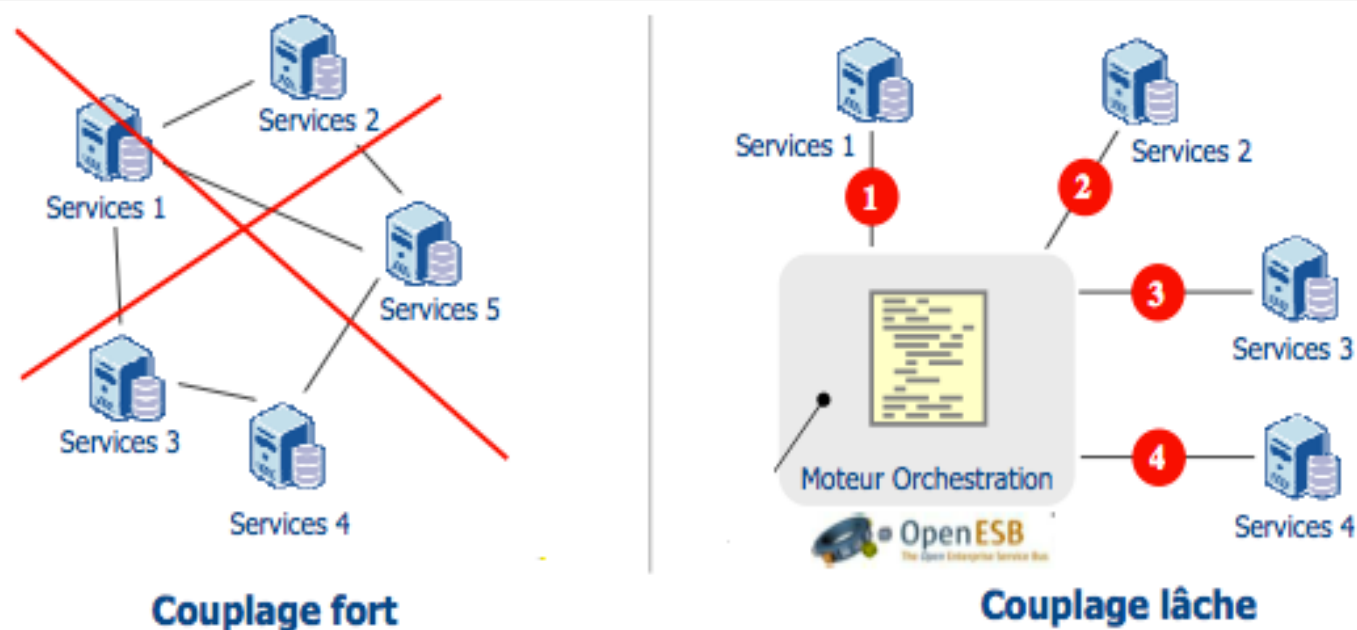 Services 2
Services 1
Services 5
Services 3
Services 4
Couplage fort
Services 1
Services 2
1
2
3
Services 3
4
Services 4
Moteur Orchestration
OpenESB
The Open Enterprise Service Bus
Couplage lâche